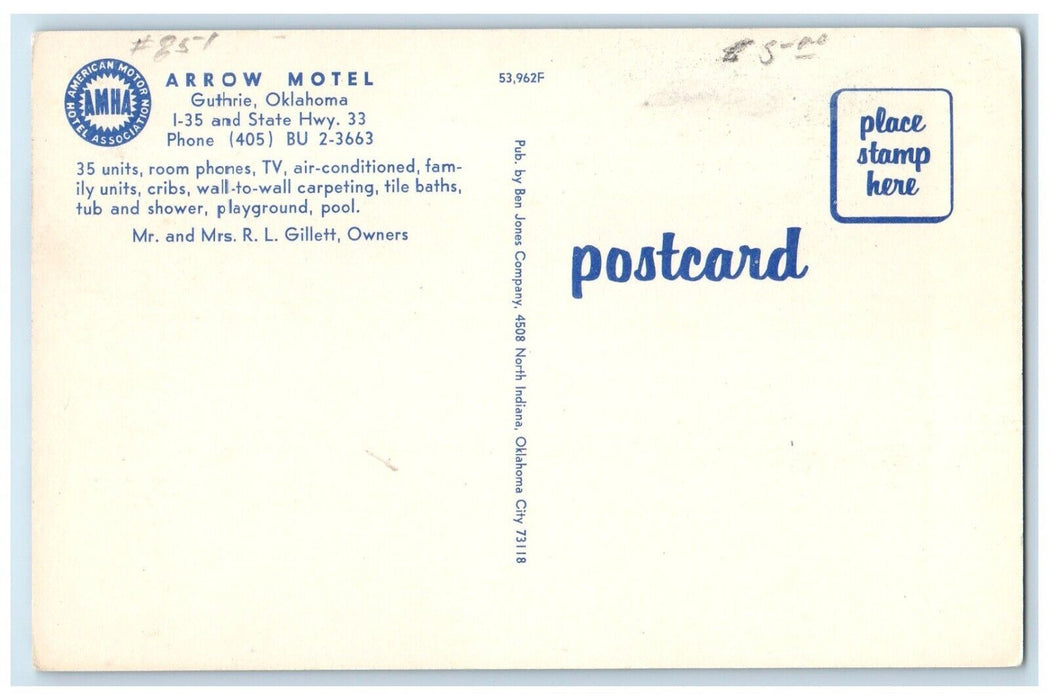 #851
$5.00
AMERICAN MOTOR HOTEL ASSOCIATION
AMHA
ARROW MOTEL
Guthrie, Oklahoma
I-35 and State Hwy. 33
Phone (405) BU 2-3663
35 units, room phones, TV, air-conditioned, fam-
ily units, cribs, wall-to-wall carpeting, tile baths,
tub and shower, playground, pool.
Mr. and Mrs. R. L. Gillett, Owners
53,962F
Pub. by Ben Jones Company, 4508 North Indiana, Oklahoma City 73118
place
stamp
here
postcard